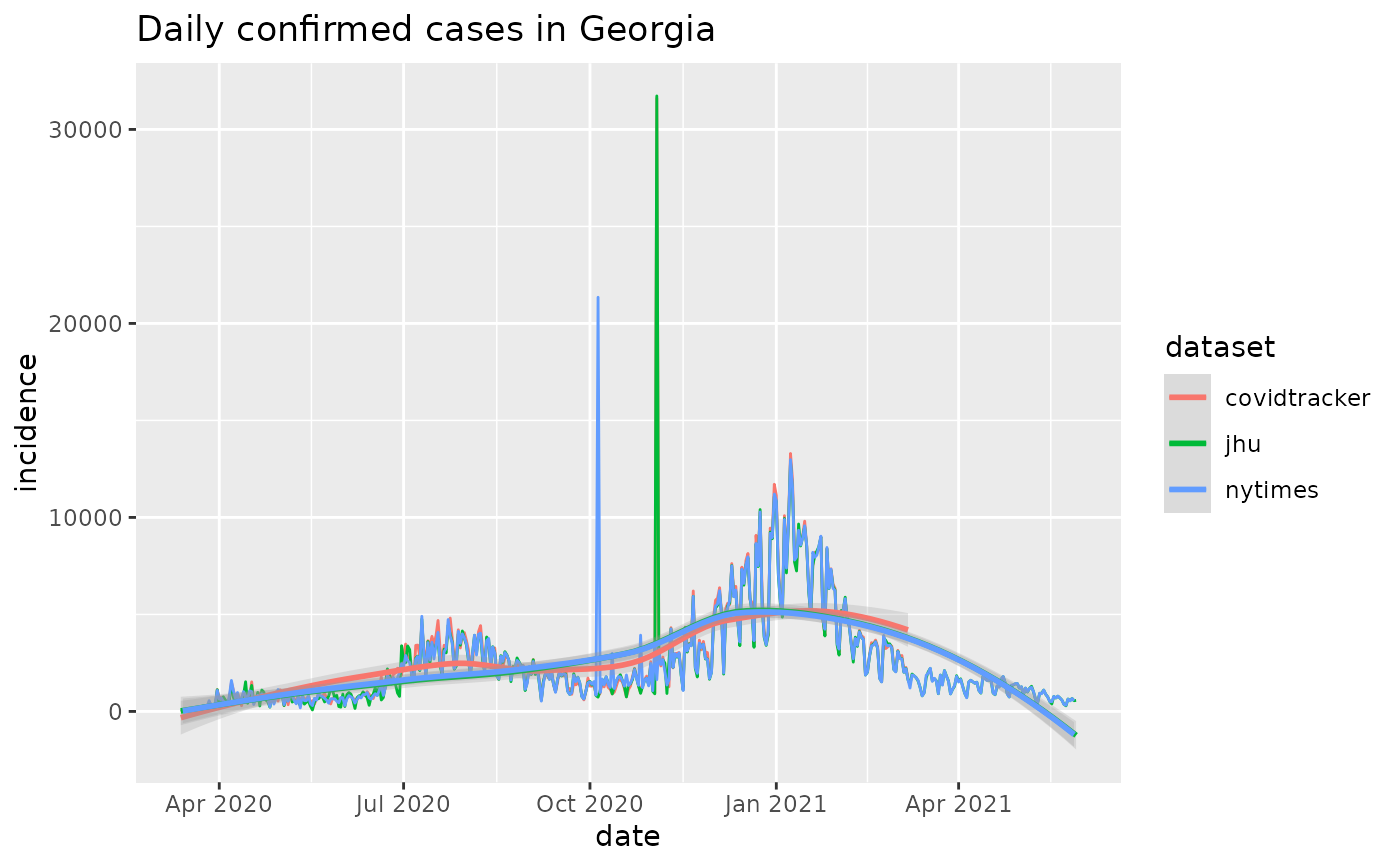 Daily confirmed cases in Georgia
30000
20000
10000
0
incidence
Apr 2020
Jul 2020
Oct 2020
Jan 2021
Apr 2021
date
dataset
covidtracker
jhu
nytimes